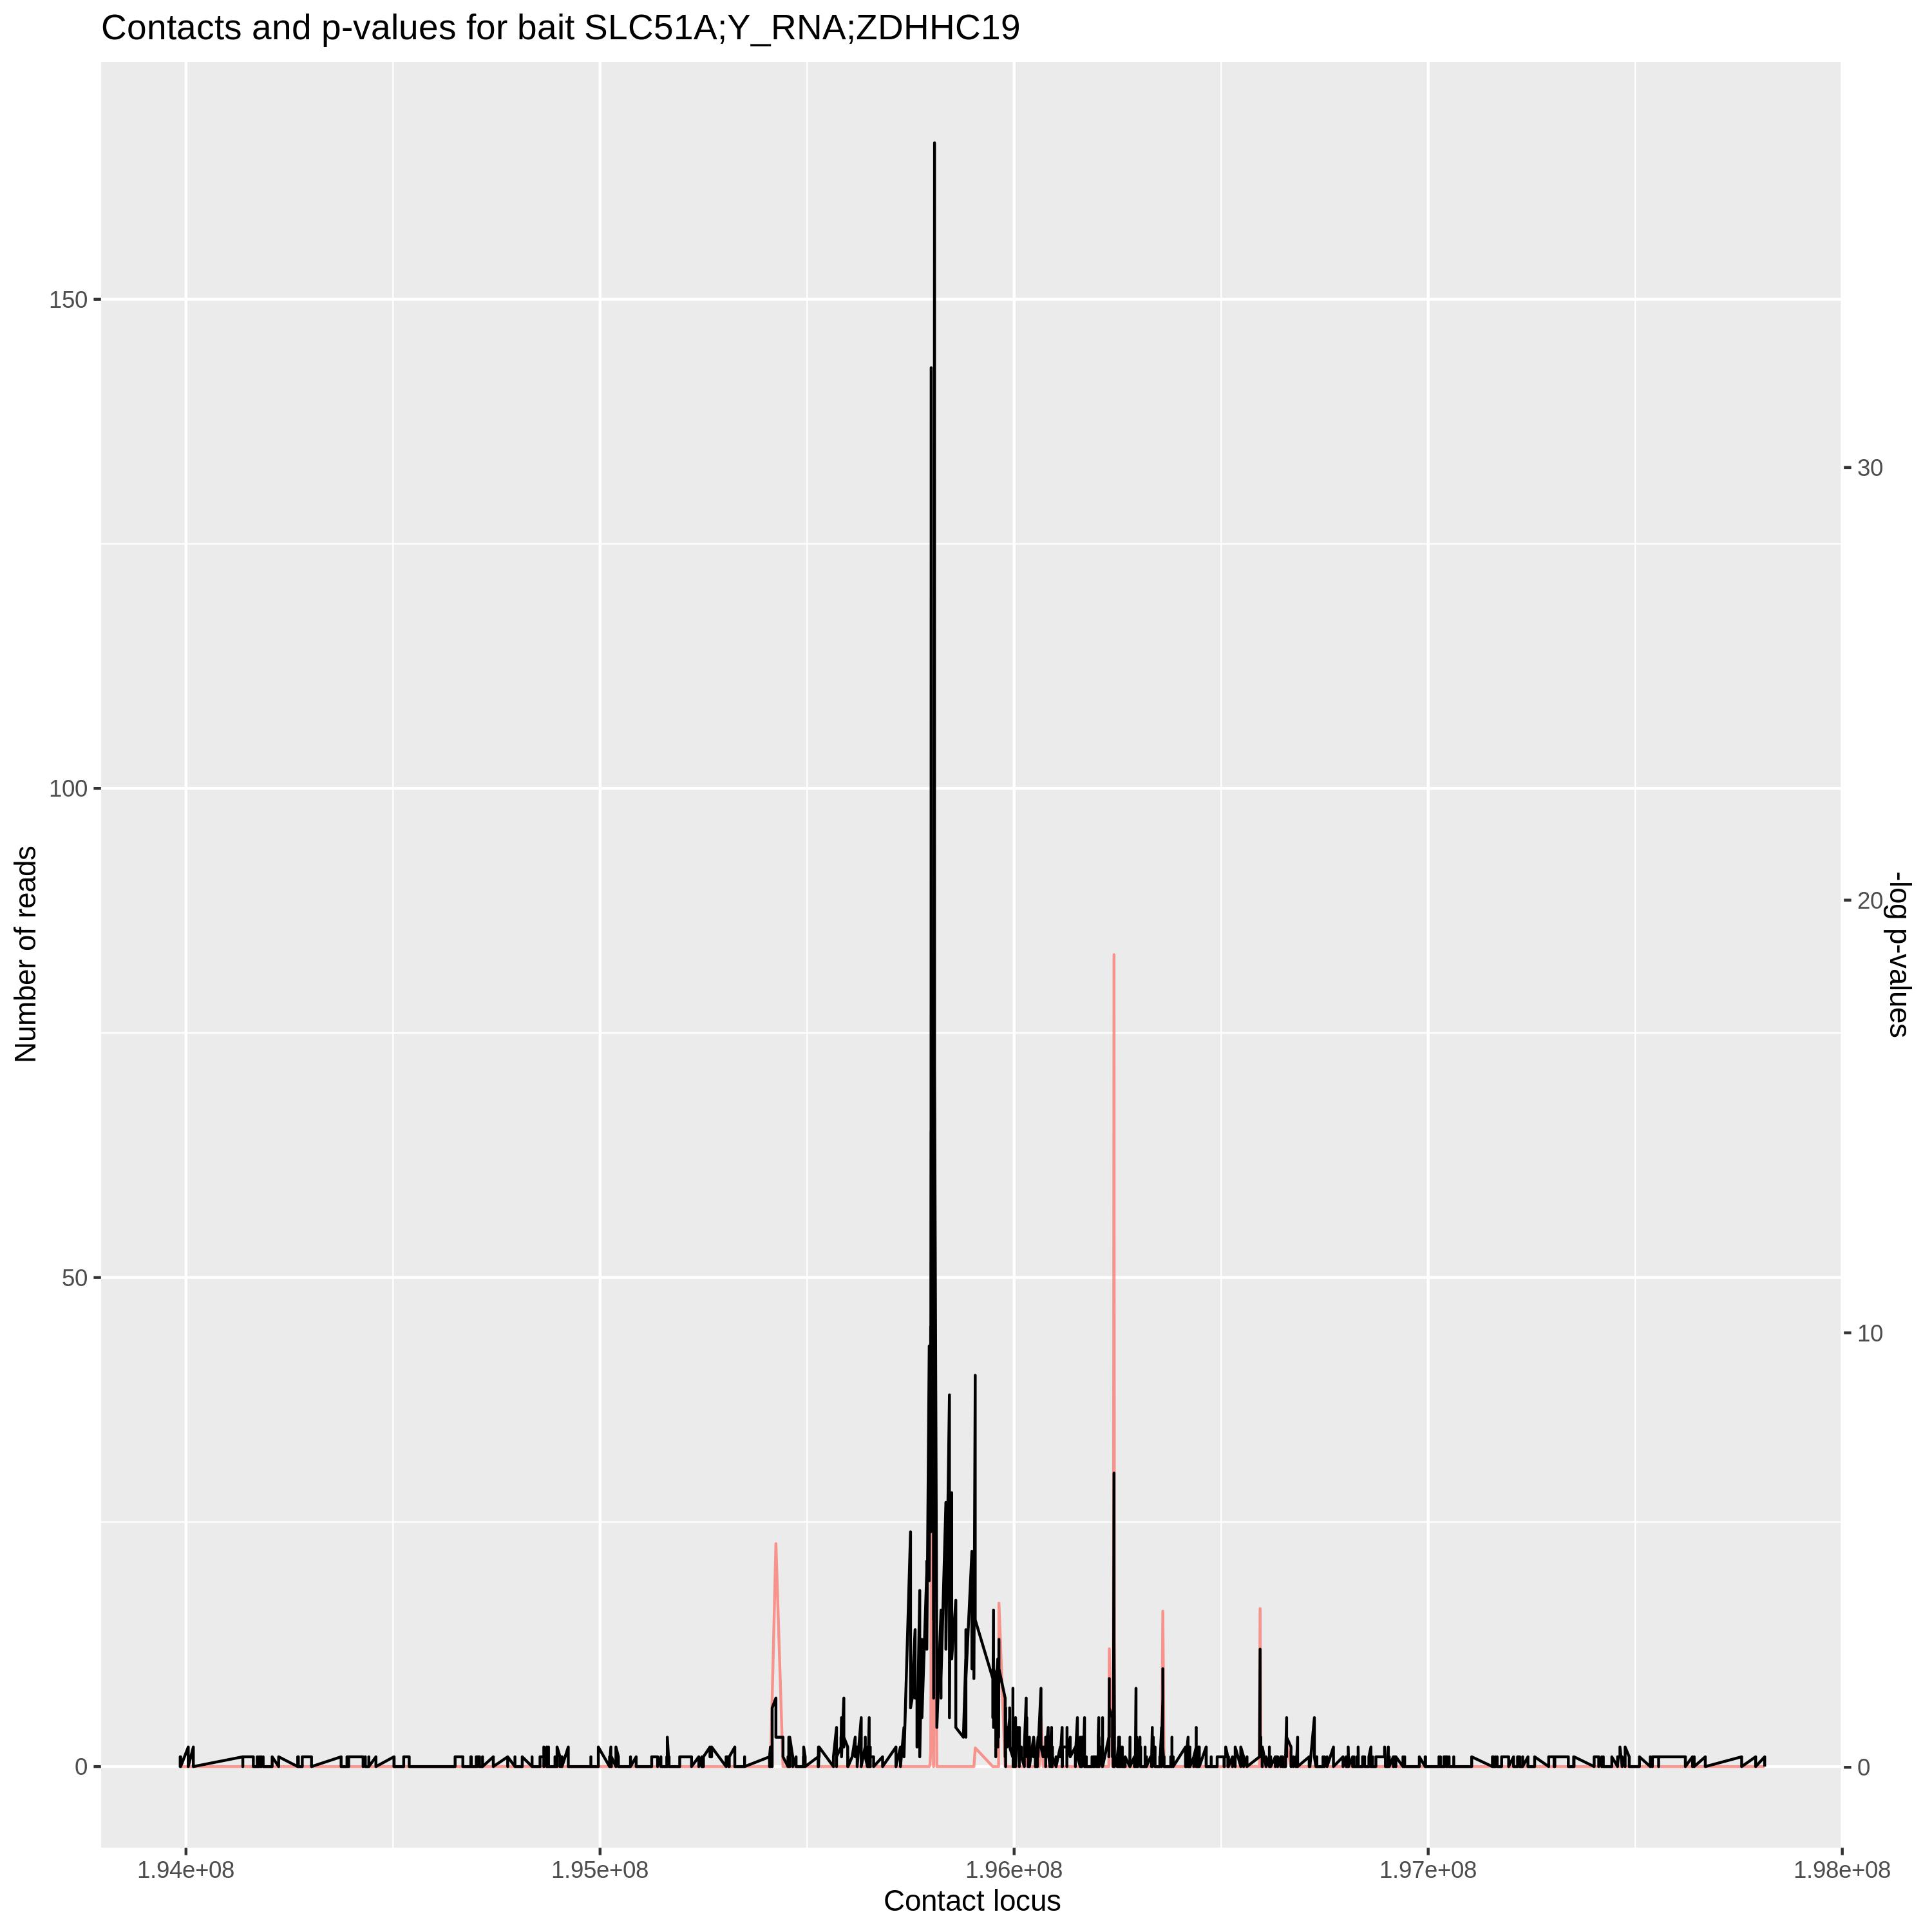 Contacts and p-values for bait SLC51A;Y_RNA;ZDHHC19
150
100
50
0
Number of reads
30
20
10
0
-log p-values
1.94e+08
1.95e+08
1.96e+08
1.97e+08
1.98e+08
Contact locus